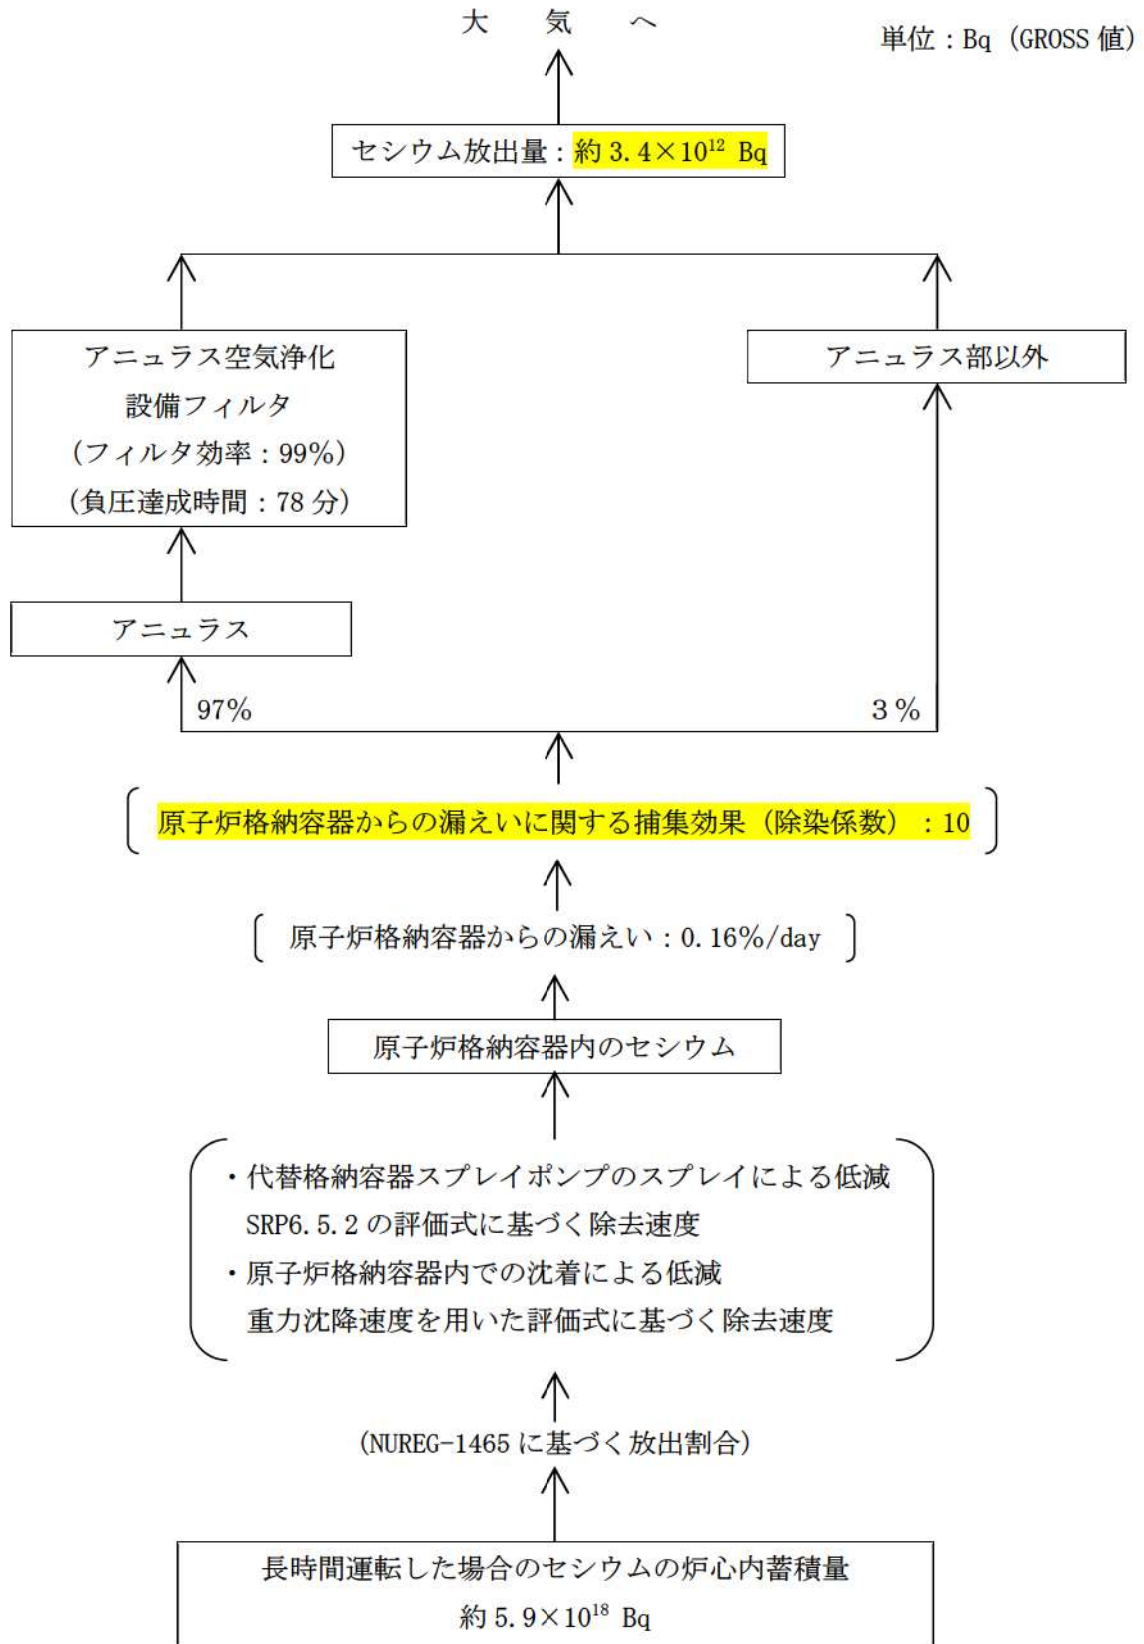 大 気 へ
単位：Bq（GROSS 値）
セシウム放出量：約 3.4×10¹² Bq
アニュラス空気浄化
設備フィルタ
(フィルタ効率：99%)
(負圧達成時間：78 分)
アニュラス部以外
アニュラス
97%
３%
原子炉格納容器からの漏えいに関する捕集効果（除染係数）：10
原子炉格納容器からの漏えい：0.16%/day
原子炉格納容器内のセシウム
・代替格納容器スプレイポンプのスプレイによる低減
SRP6.5.2 の評価式に基づく除去速度
・原子炉格納容器内での沈着による低減
重力沈降速度を用いた評価式に基づく除去速度
(NUREG-1465 に基づく放出割合)
長時間運転した場合のセシウムの炉心内蓄積量
約 5.9×10¹⁸ Bq